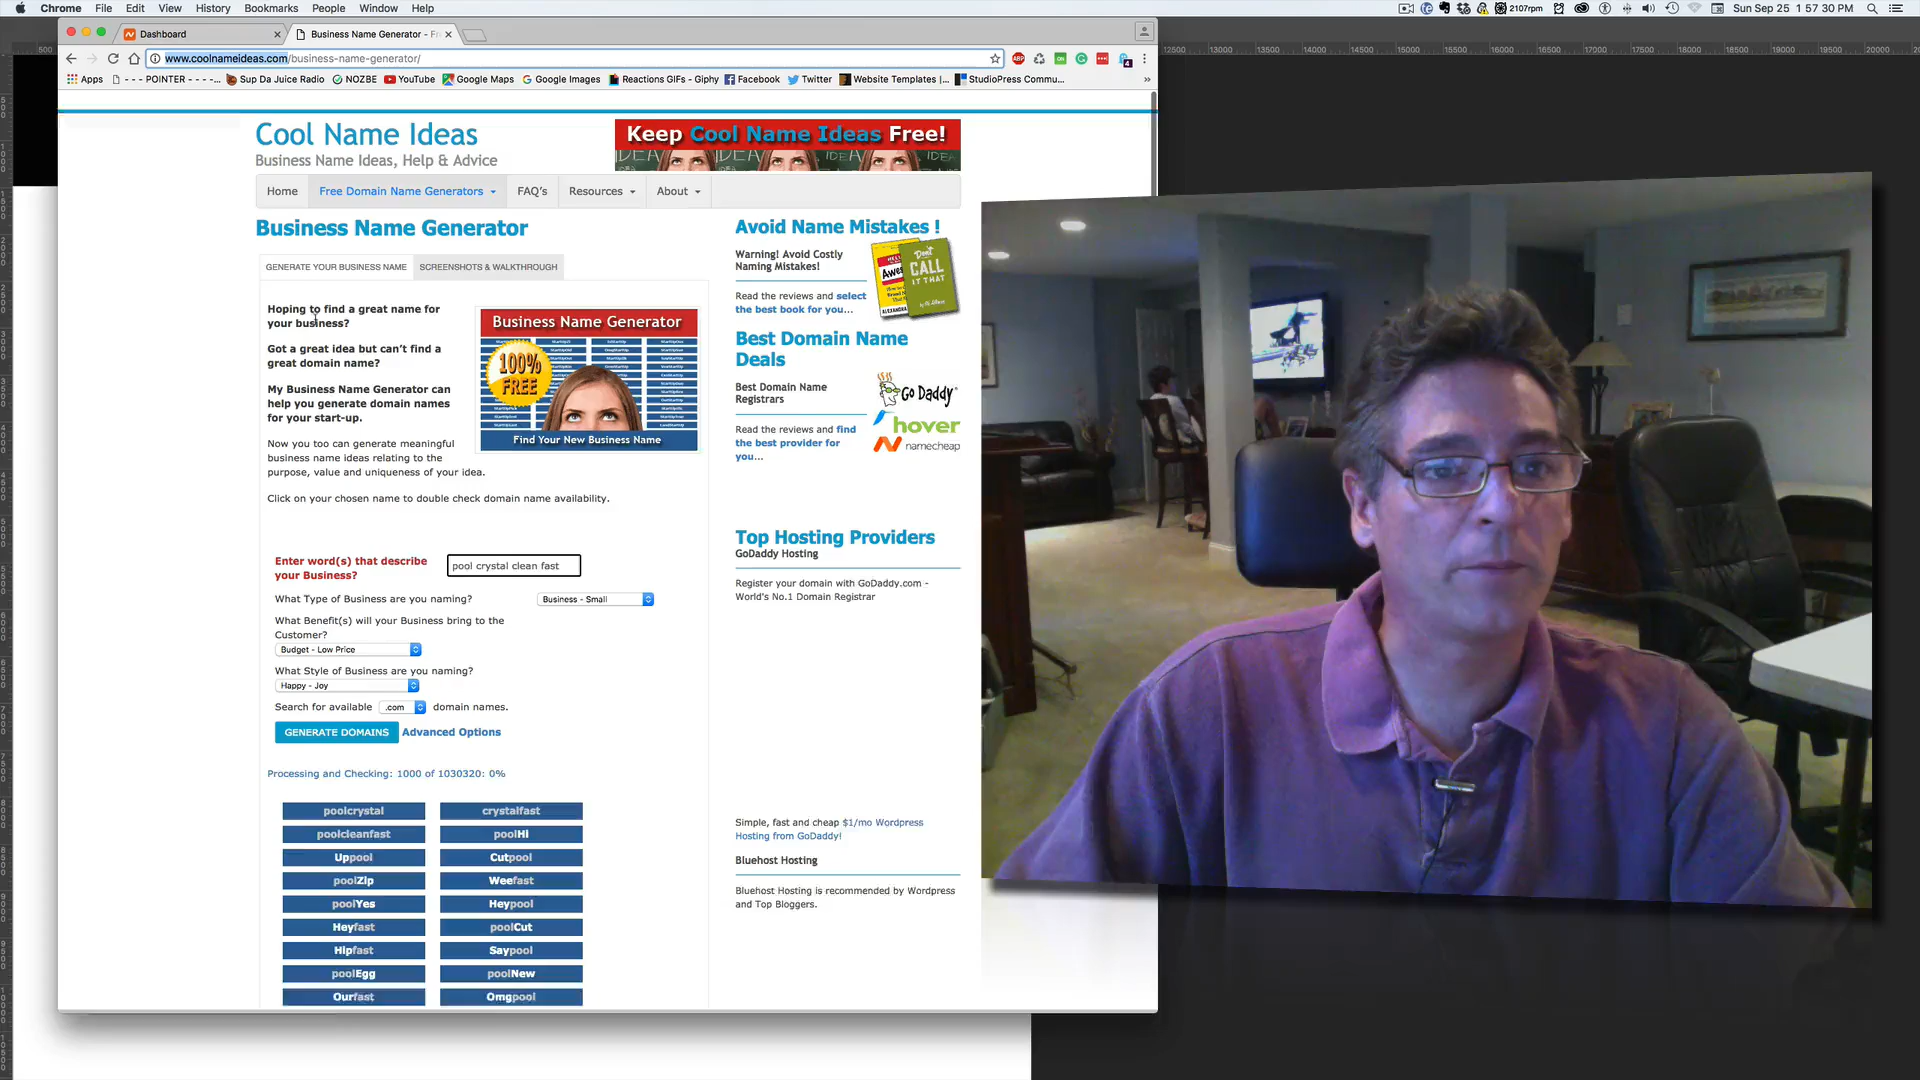 Chrome File Edit View History Bookmarks People Window Help
2107rpm Sun Sep 25 1 57 30 PM
Dashboard
Business Name Generator - Fr
www.coolnameideas.com/business-name-generator/
Apps - - - POINTER - - - -... Sup Da Juice Radio NOZBE YouTube Google Maps Google Images Reactions GIFs - Giphy Facebook Twitter Website Templates |... StudioPress Commu...
Cool Name Ideas
Business Name Ideas, Help & Advice
Keep Cool Name Ideas Free!
Home Free Domain Name Generators FAQ's Resources About
Business Name Generator
GENERATE YOUR BUSINESS NAME SCREENSHOTS & WALKTHROUGH
Hoping to find a great name for
your business?
Got a great idea but can't find a
great domain name?
My Business Name Generator can
help you generate domain names
for your start-up.
Now you too can generate meaningful
business name ideas relating to the
purpose, value and uniqueness of your idea.
Click on your chosen name to double check domain name availability.
Business Name Generator
100%
FREE
Find Your New Business Name
Enter word(s) that describe
your Business?
pool crystal clean fast
What Type of Business are you naming? Business - Small
What Benefit(s) will your Business bring to the
Customer?
Budget - Low Price
What Style of Business are you naming?
Happy - Joy
Search for available .com domain names.
GENERATE DOMAINS Advanced Options
Processing and Checking: 1000 of 1030320: 0%
poolcrystal crystalfast
poolcleanfast poolHi
Uppool Cutpool
poolZip Weefast
poolYes Heypool
Heyfast poolCut
Hipfast Saypool
poolEgg poolNew
Ourfast Omgpool
Avoid Name Mistakes !
Warning! Avoid Costly
Naming Mistakes!
Read the reviews and select
the best book for you...
Don't
CALL
IT THAT
Best Domain Name
Deals
Best Domain Name
Registrars
Read the reviews and find
the best provider for
you...
Go Daddy
hover
namecheap
Top Hosting Providers
GoDaddy Hosting
Register your domain with GoDaddy.com -
World's No.1 Domain Registrar
Simple, fast and cheap $1/mo Wordpress
Hosting from GoDaddy!
Bluehost Hosting
Bluehost Hosting is recommended by Wordpress
and Top Bloggers.